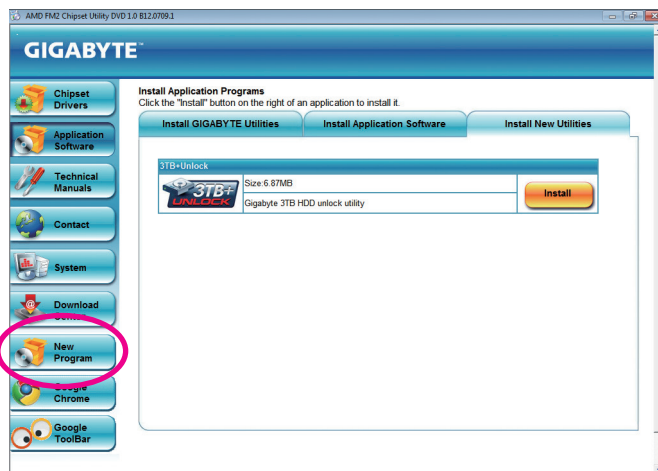 AMD FM2 Chipset Utility DVD 1.0 B12.0709.1
GIGABYTE™
Chipset
Drivers
Application
Software
Technical
Manuals
Contact
System
Download
Center
New
Program
Google
Chrome
Google
ToolBar
Install Application Programs
Click the "Install" button on the right of an application to install it.
Install GIGABYTE Utilities
Install Application Software
Install New Utilities
3TB+Unlock
3TB+
UNLOCK
Size:6.87MB
Gigabyte 3TB HDD unlock utility
Install